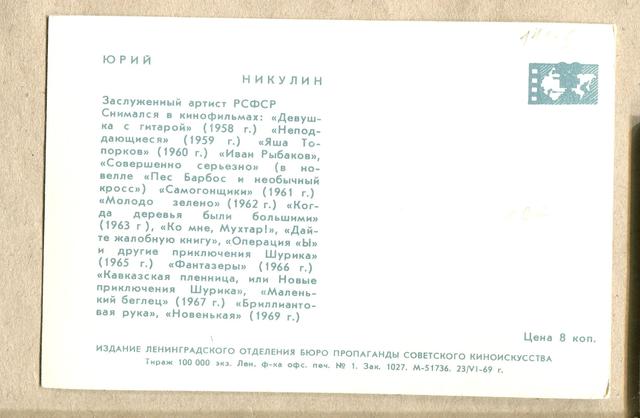 ЮРИЙ
НИКУЛИН
Заслуженный артист РСФСР
Снимался в кинофильмах: «Девуш-
ка с гитарой» (1958 г.) «Непод-
дающиеся» (1959 г.) «Яша То-
порков» (1960 г.) «Иван Рыбаков»,
«Совершенно серьезно» (в но-
велле «Пес Барбос и необычный
кросс») «Самогонщики» (1961 г.)
«Молодо зелено» (1962 г.) «Ког-
да деревья были большими»
(1963 г), «Ко мне, Мухтар!», «Дай-
те жалобную книгу», «Операция «Ы»
и другие приключения Шурика»
(1965 г.) «Фантазеры» (1966 г.)
«Кавказская пленница, или Новые
приключения Шурика», «Малень-
кий беглец» (1967 г.) «Бриллианто-
вая рука», «Новенькая» (1969 г.)
Цена 8 коп.
ИЗДАНИЕ ЛЕНИНГРАДСКОГО ОТДЕЛЕНИЯ БЮРО ПРОПАГАНДЫ СОВЕТСКОГО КИНОИСКУССТВА
Тираж 100 000 экз. Лен. ф-ка офс. печ. № 1. Зак. 1027. М-51736. 23/VI-69 г.